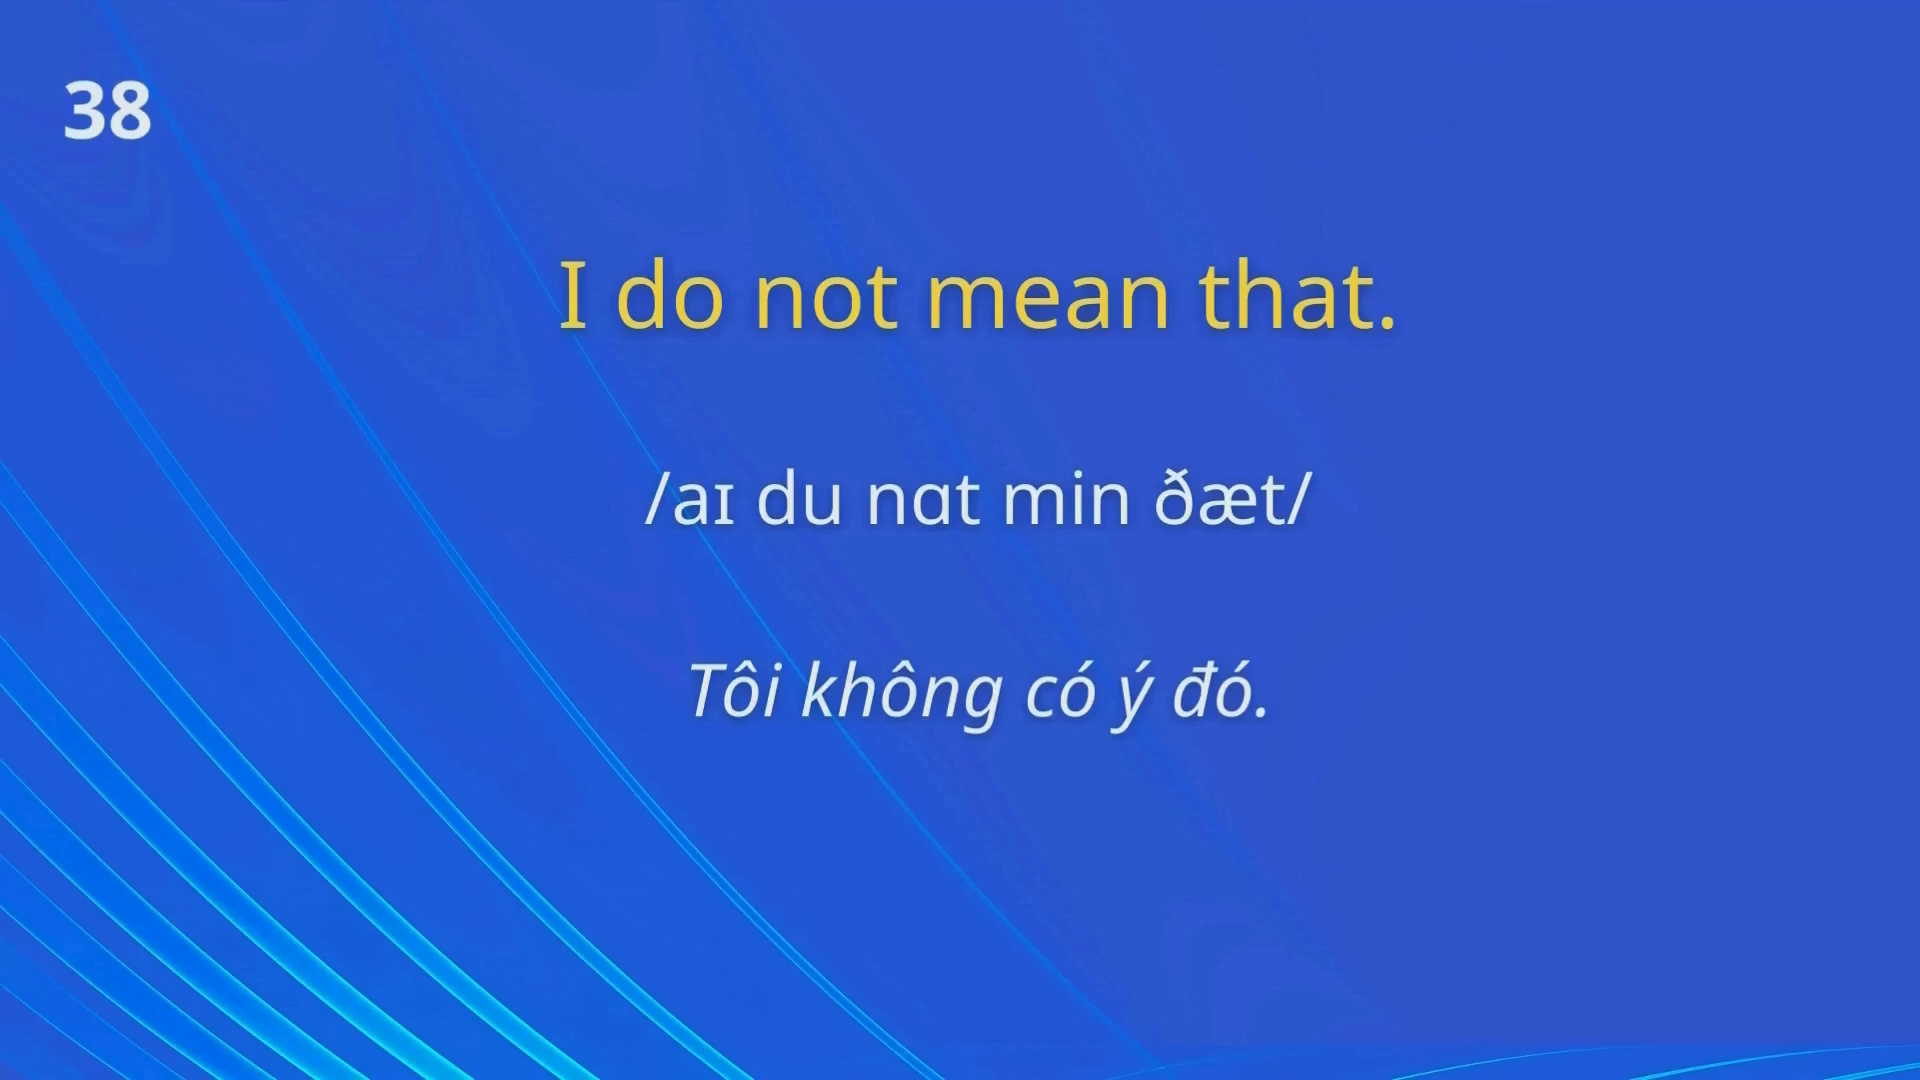 38
I do not mean that.
/aɪ du nɑt min ðæt/
Tôi không có ý đó.